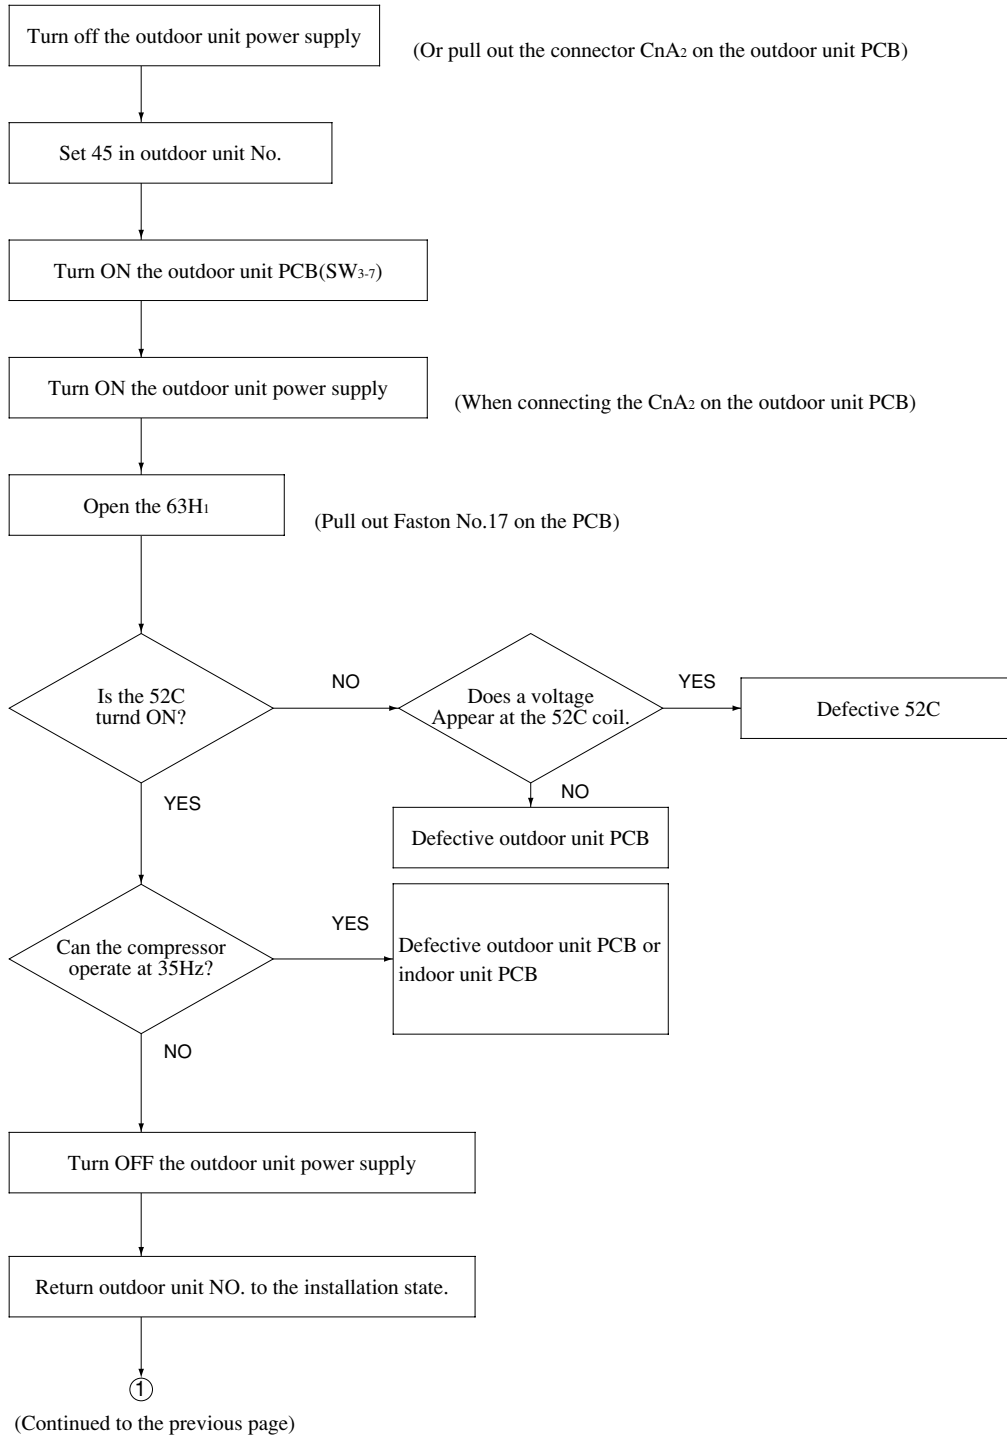 Turn off the outdoor unit power supply
(Or pull out the connector CnA2 on the outdoor unit PCB)
Set 45 in outdoor unit No.
Turn ON the outdoor unit PCB(SW3-7)
Turn ON the outdoor unit power supply
(When connecting the CnA2 on the outdoor unit PCB)
Open the 63H1
(Pull out Faston No.17 on the PCB)
Is the 52C
turnd ON?
NO
Does a voltage
Appear at the 52C coil.
YES
Defective 52C
NO
Defective outdoor unit PCB
YES
Can the compressor
operate at 35Hz?
YES
Defective outdoor unit PCB or
indoor unit PCB
NO
Turn OFF the outdoor unit power supply
Return outdoor unit NO. to the installation state.
①
(Continued to the previous page)